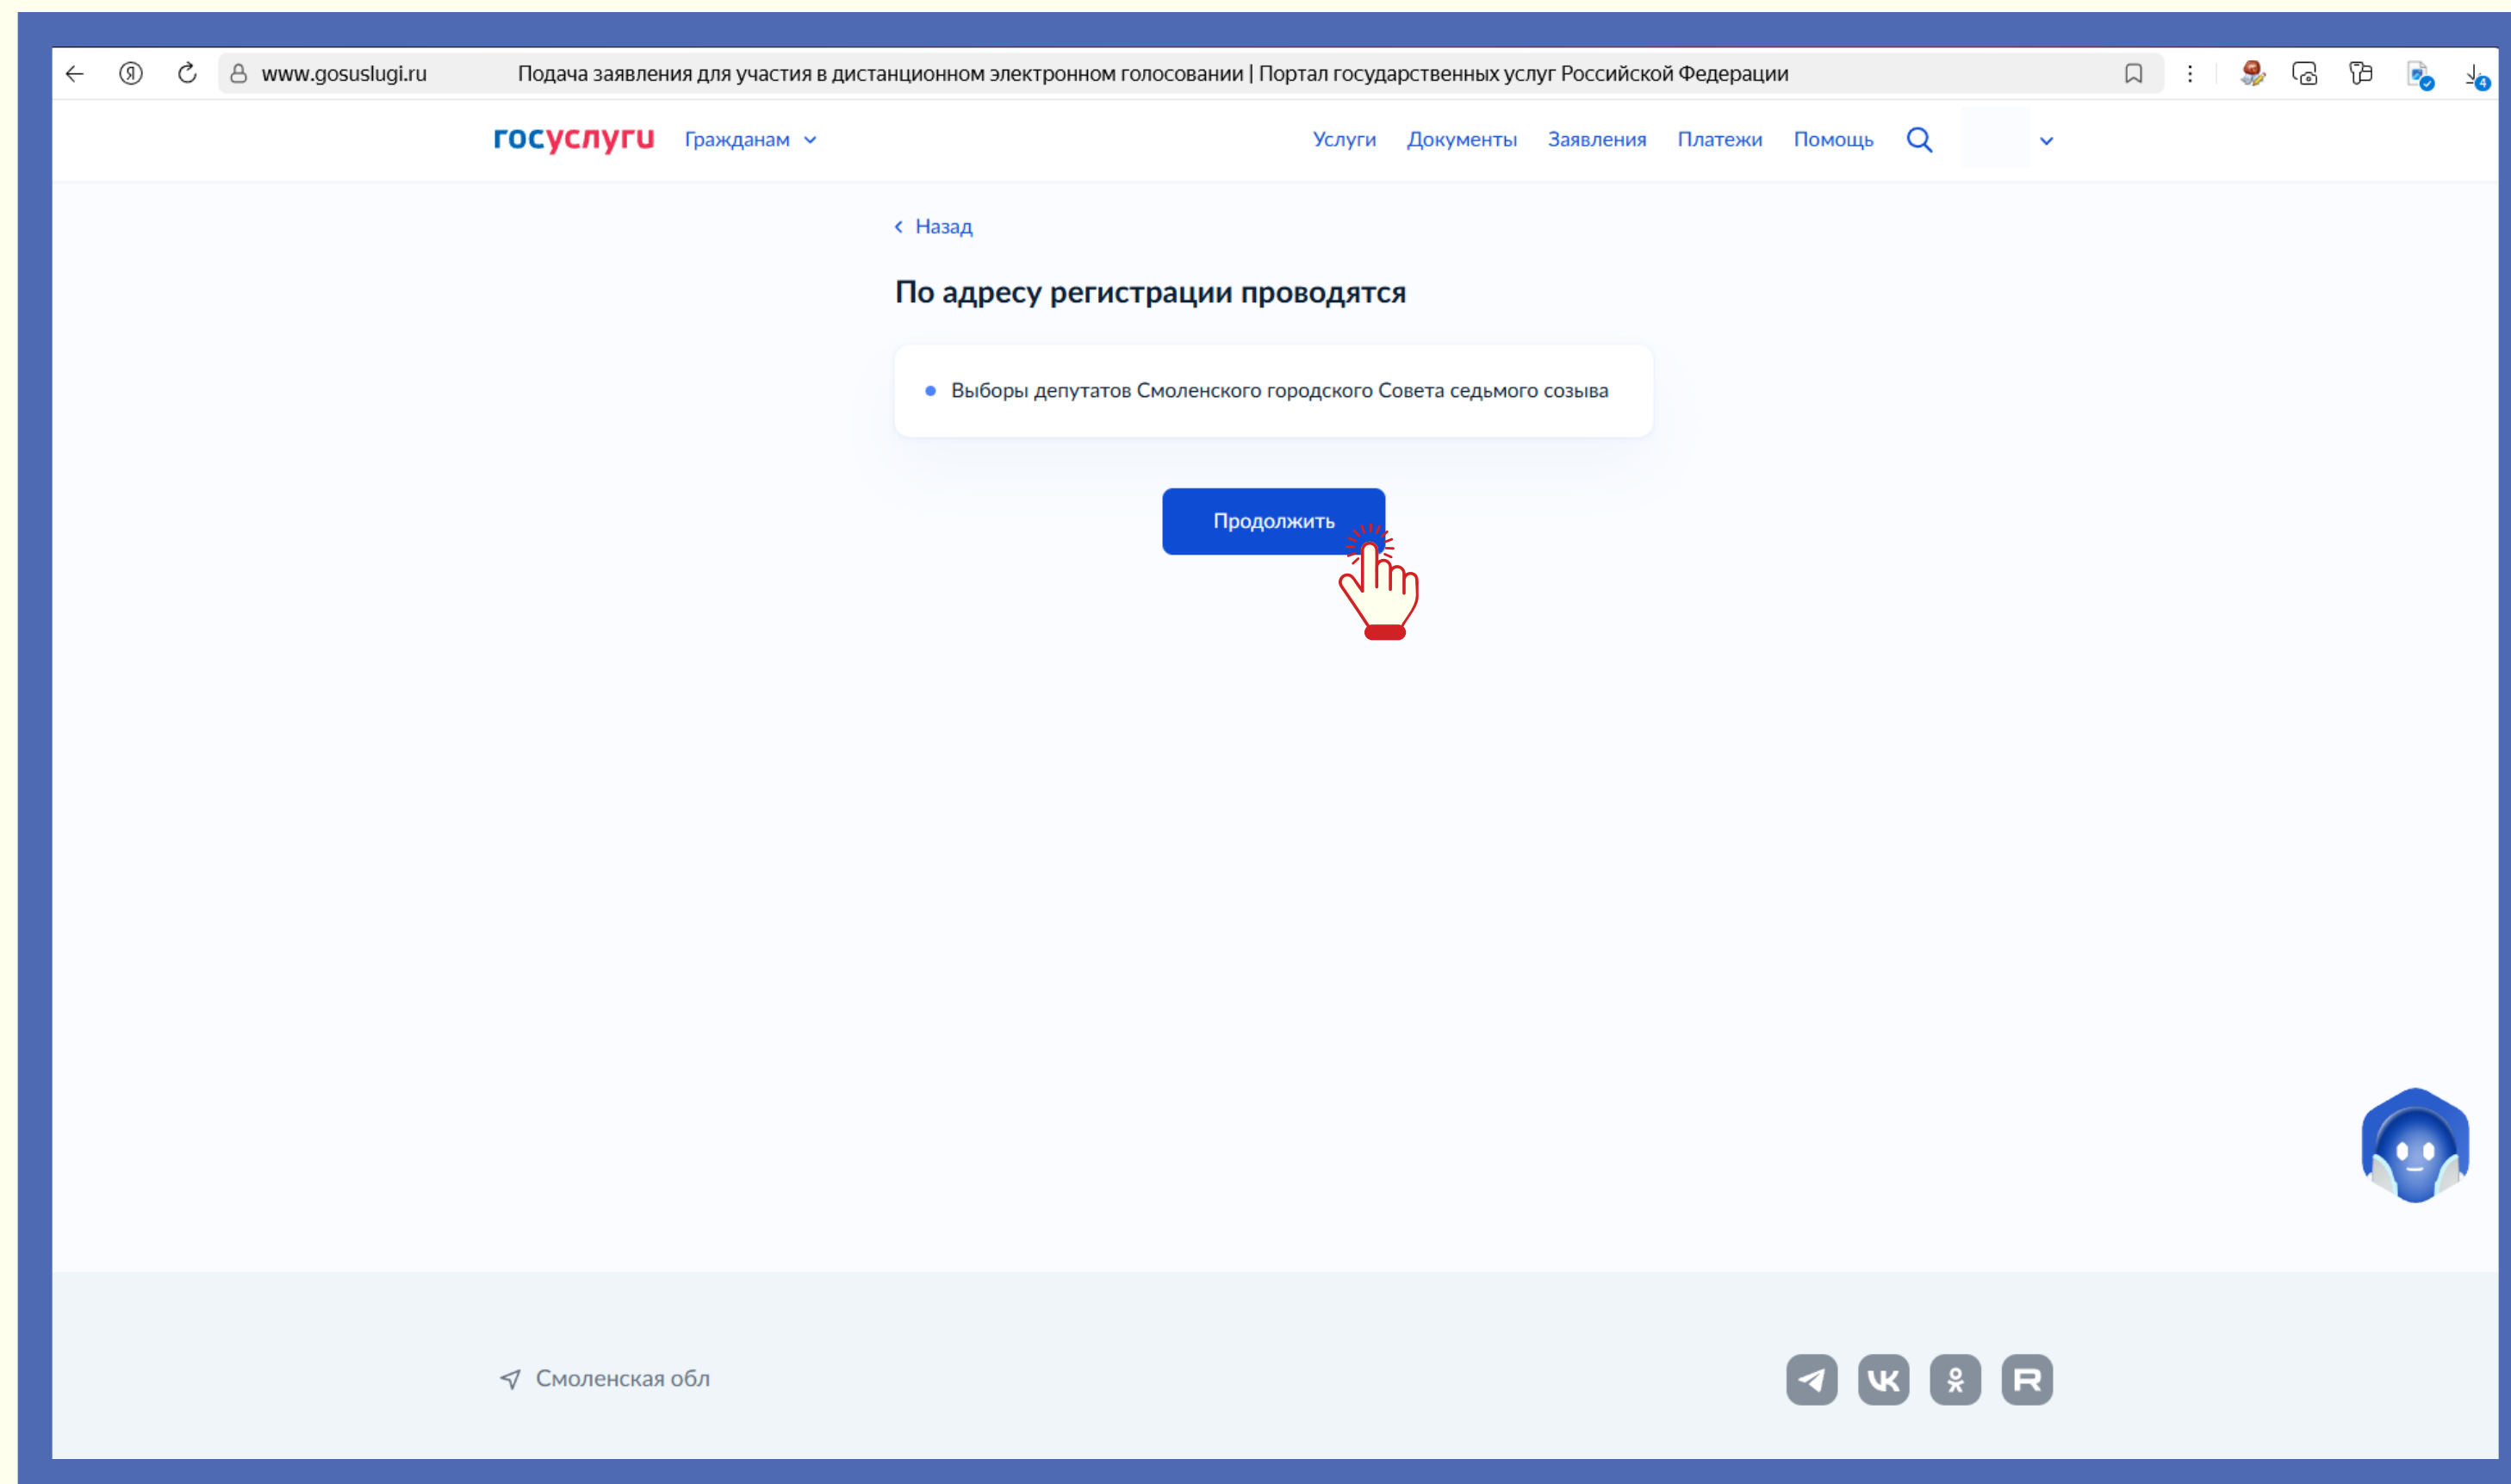 www.gosuslugi.ru Подача заявления для участия в дистанционном электронном голосовании | Портал государственных услуг Российской Федерации
4
госуслуги Гражданам Услуги Документы Заявления Платежи Помощь
Назад
По адресу регистрации проводятся
Выборы депутатов Смоленского городского Совета седьмого созыва
Продолжить
Смоленская обл